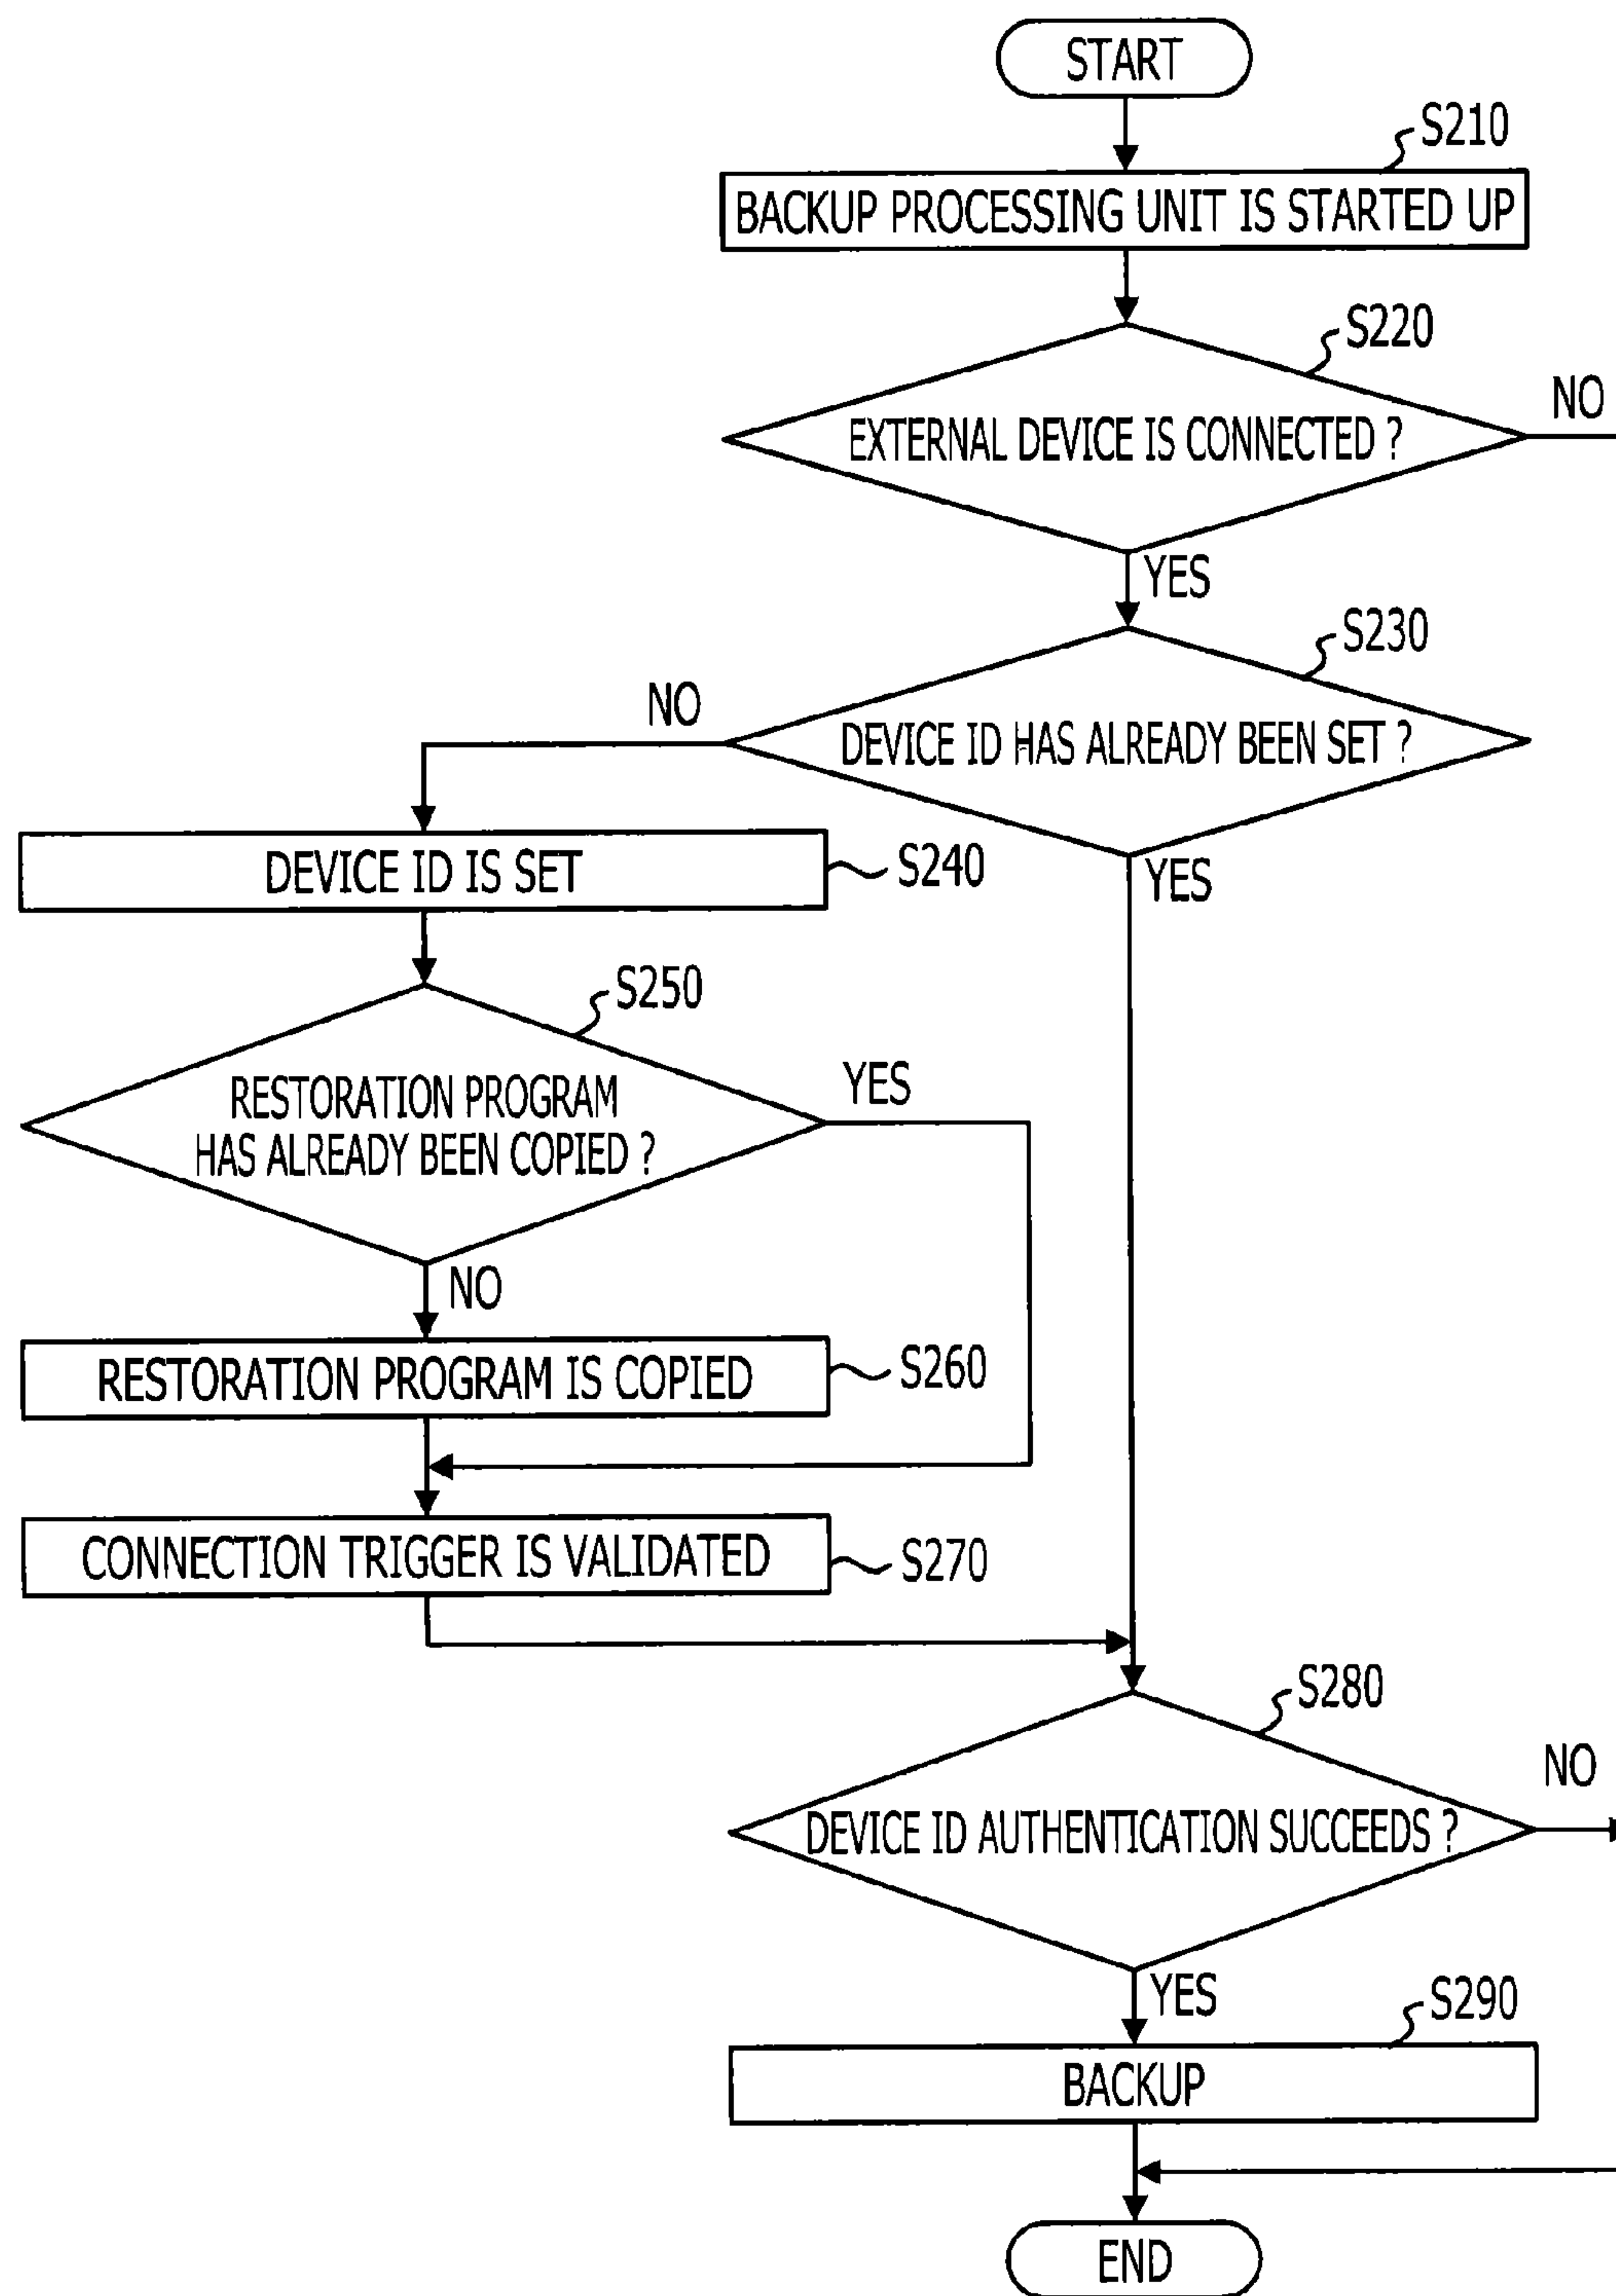 START
S210
BACKUP PROCESSING UNIT IS STARTED UP
S220
NO
EXTERNAL DEVICE IS CONNECTED ?
YES
S230
NO
DEVICE ID HAS ALREADY BEEN SET ?
DEVICE ID IS SET
S240
YES
S250
RESTORATION PROGRAM
HAS ALREADY BEEN COPIED ?
YES
NO
RESTORATION PROGRAM IS COPIED
S260
CONNECTION TRIGGER IS VALIDATED
S270
S280
NO
DEVICE ID AUTHENTICATION SUCCEEDS ?
YES
S290
BACKUP
END